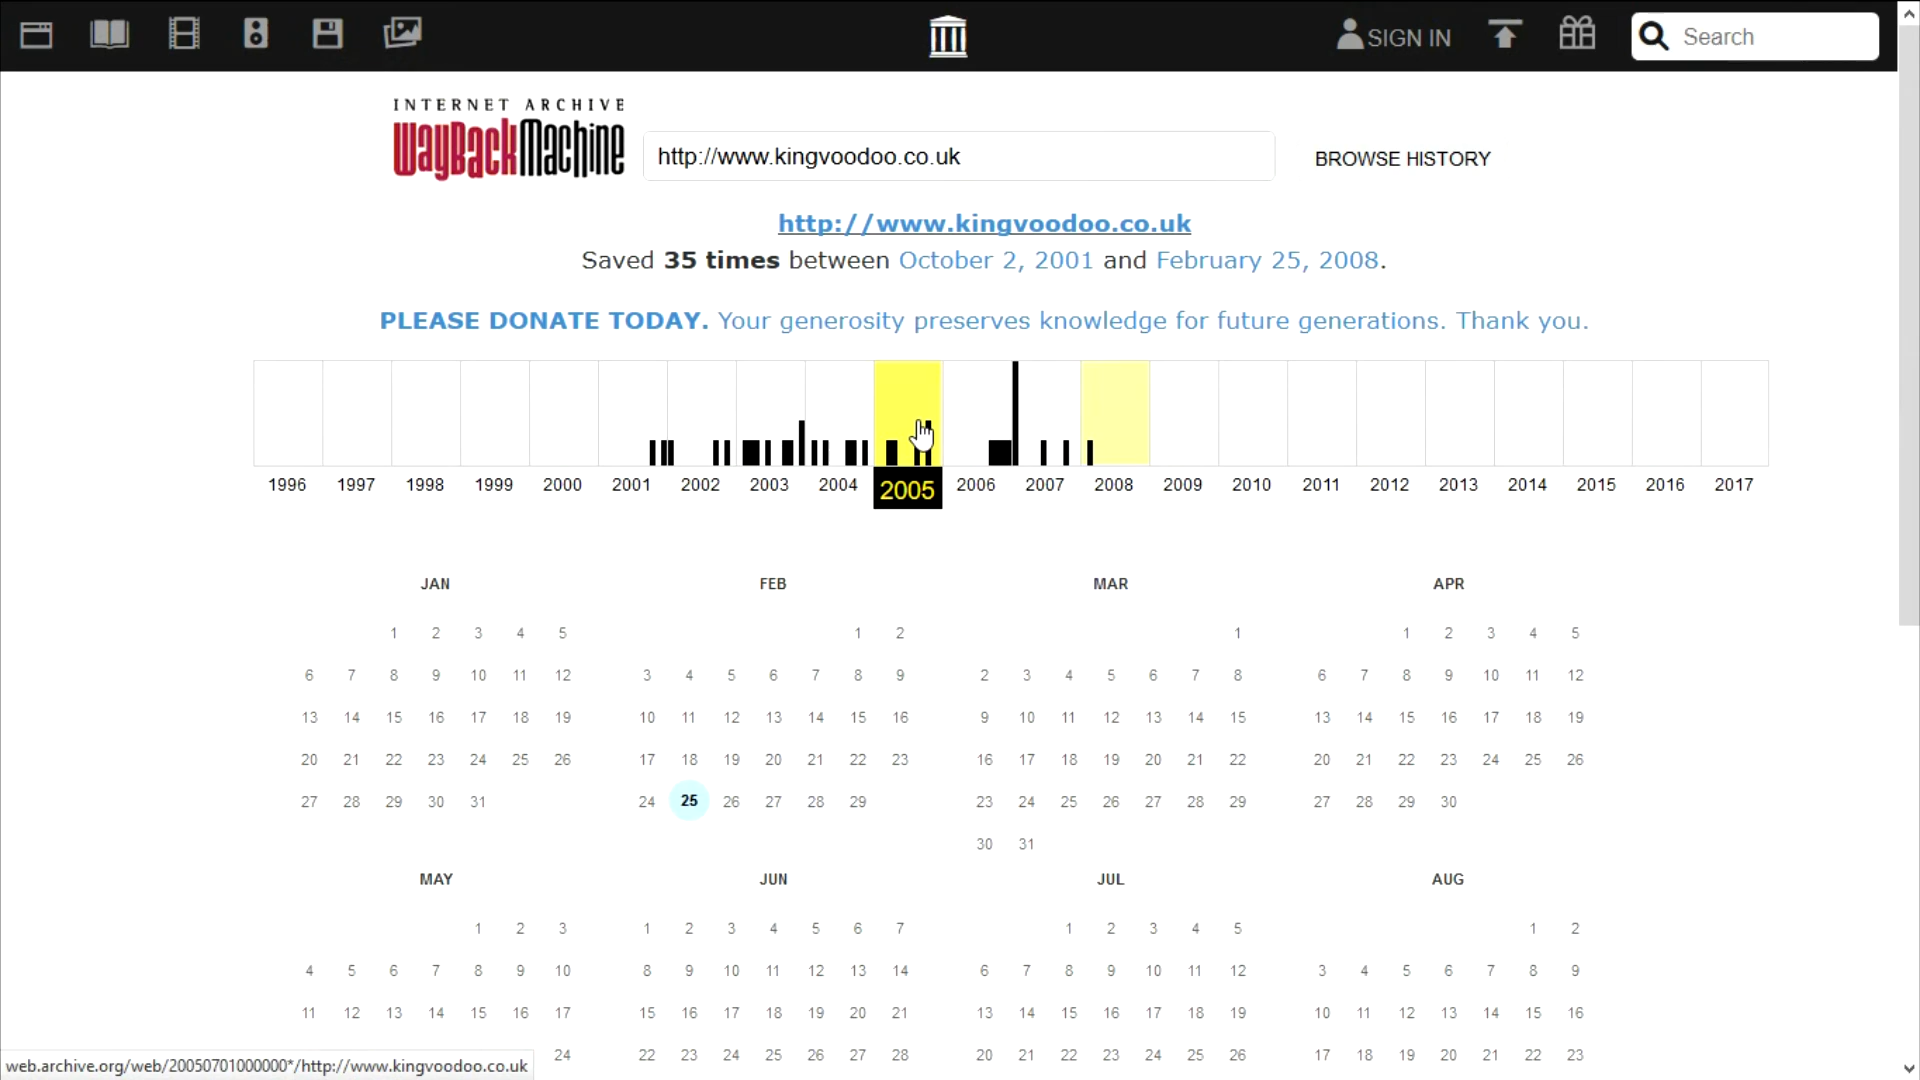 SIGN IN
Search
INTERNET ARCHIVE
WayBackMachine
http://www.kingvoodoo.co.uk
BROWSE HISTORY
http://www.kingvoodoo.co.uk
Saved 35 times between October 2, 2001 and February 25, 2008.
PLEASE DONATE TODAY. Your generosity preserves knowledge for future generations. Thank you.
1996 1997 1998 1999 2000 2001 2002 2003 2004 2005 2006 2007 2008 2009 2010 2011 2012 2013 2014 2015 2016 2017
JAN FEB MAR APR
1 2 3 4 5 1 2 1 1 2 3 4 5
6 7 8 9 10 11 12 3 4 5 6 7 8 9 2 3 4 5 6 7 8 6 7 8 9 10 11 12
13 14 15 16 17 18 19 10 11 12 13 14 15 16 9 10 11 12 13 14 15 13 14 15 16 17 18 19
20 21 22 23 24 25 26 17 18 19 20 21 22 23 16 17 18 19 20 21 22 20 21 22 23 24 25 26
27 28 29 30 31 24 25 26 27 28 29 23 24 25 26 27 28 29 27 28 29 30
30 31
MAY JUN JUL AUG
1 2 3 1 2 3 4 5 6 7 1 2 3 4 5 1 2
4 5 6 7 8 9 10 8 9 10 11 12 13 14 6 7 8 9 10 11 12 3 4 5 6 7 8 9
11 12 13 14 15 16 17 15 16 17 18 19 20 21 13 14 15 16 17 18 19 10 11 12 13 14 15 16
24 22 23 24 25 26 27 28 20 21 22 23 24 25 26 17 18 19 20 21 22 23
web.archive.org/web/20050701000000*/http://www.kingvoodoo.co.uk